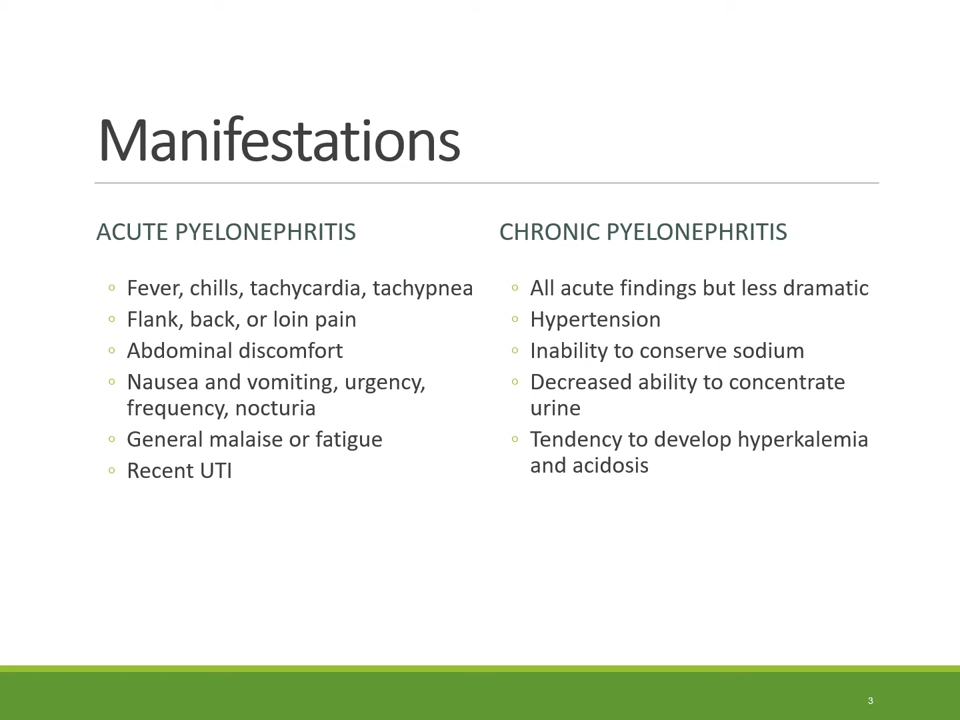 Manifestations
ACUTE PYELONEPHRITIS
◦ Fever, chills, tachycardia, tachypnea
◦ Flank, back, or loin pain
◦ Abdominal discomfort
◦ Nausea and vomiting, urgency,
frequency, nocturia
◦ General malaise or fatigue
◦ Recent UTI
CHRONIC PYELONEPHRITIS
◦ All acute findings but less dramatic
◦ Hypertension
◦ Inability to conserve sodium
◦ Decreased ability to concentrate
urine
◦ Tendency to develop hyperkalemia
and acidosis
3